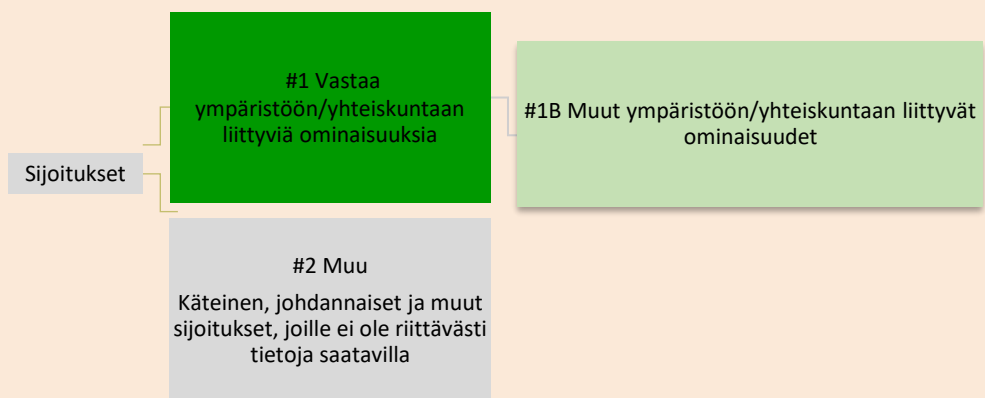 Sijoitukset
#1 Vastaa
ympäristöön/yhteiskuntaan
liittyviä ominaisuuksia
#1B Muut ympäristöön/yhteiskuntaan liittyvät
ominaisuudet
#2 Muu
Käteinen, johdannaiset ja muut
sijoitukset, joille ei ole riittävästi
tietoja saatavilla